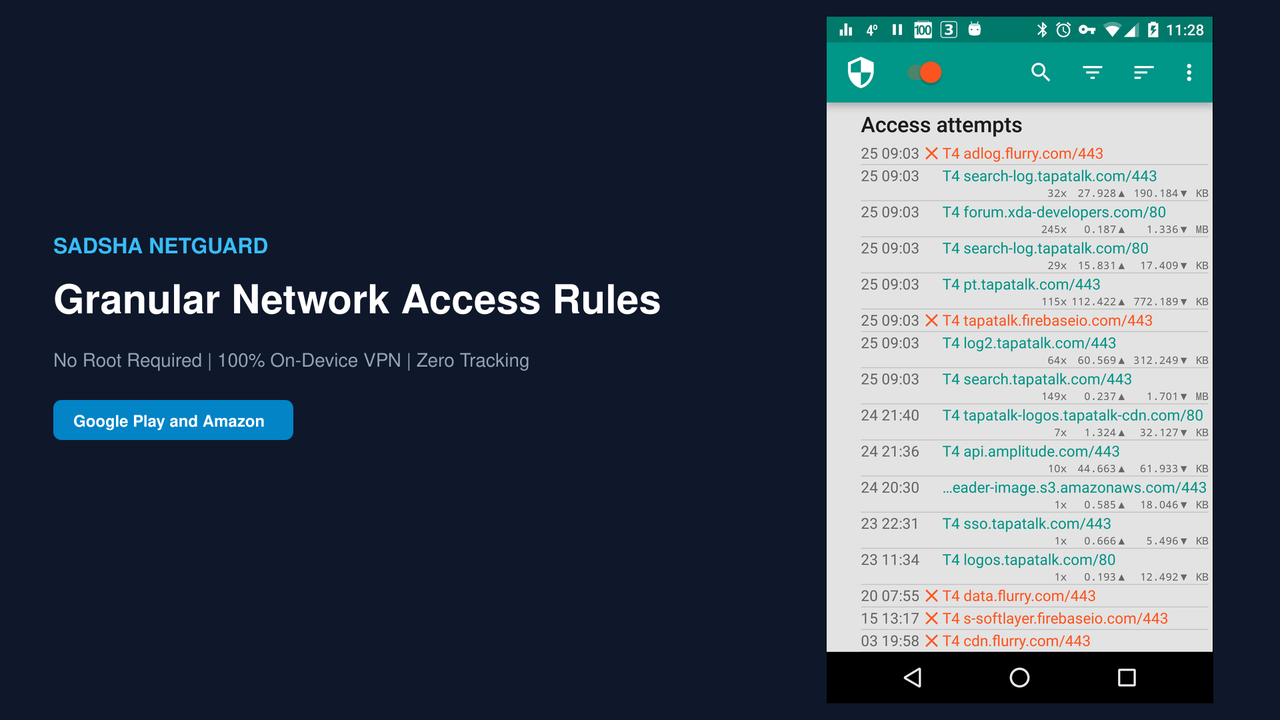 SADSHA NETGUARD
Granular Network Access Rules
No Root Required | 100% On-Device VPN | Zero Tracking
Google Play and Amazon
4° 100 3 11:28
Access attempts
25 09:03 T4 adlog.flurry.com/443
25 09:03 T4 search-log.tapatalk.com/443
32x 27.928▲ 190.184▼ KB
25 09:03 T4 forum.xda-developers.com/80
245x 0.187▲ 1.336▼ MB
25 09:03 T4 search-log.tapatalk.com/80
29x 15.831▲ 17.409▼ KB
25 09:03 T4 pt.tapatalk.com/443
115x 112.422▲ 772.189▼ KB
25 09:03 T4 tapatalk.firebaseio.com/443
25 09:03 T4 log2.tapatalk.com/443
64x 60.569▲ 312.249▼ KB
25 09:03 T4 search.tapatalk.com/443
149x 0.237▲ 1.701▼ MB
24 21:40 T4 tapatalk-logos.tapatalk-cdn.com/80
7x 1.324▲ 32.127▼ KB
24 21:36 T4 api.amplitude.com/443
10x 44.663▲ 61.933▼ KB
24 20:30 ...eader-image.s3.amazonaws.com/443
1x 0.585▲ 18.046▼ KB
23 22:31 T4 sso.tapatalk.com/443
1x 0.666▲ 5.496▼ KB
23 11:34 T4 logos.tapatalk.com/80
1x 0.193▲ 12.492▼ KB
20 07:55 T4 data.flurry.com/443
15 13:17 T4 s-softlayer.firebaseio.com/443
03 19:58 T4 cdn.flurry.com/443